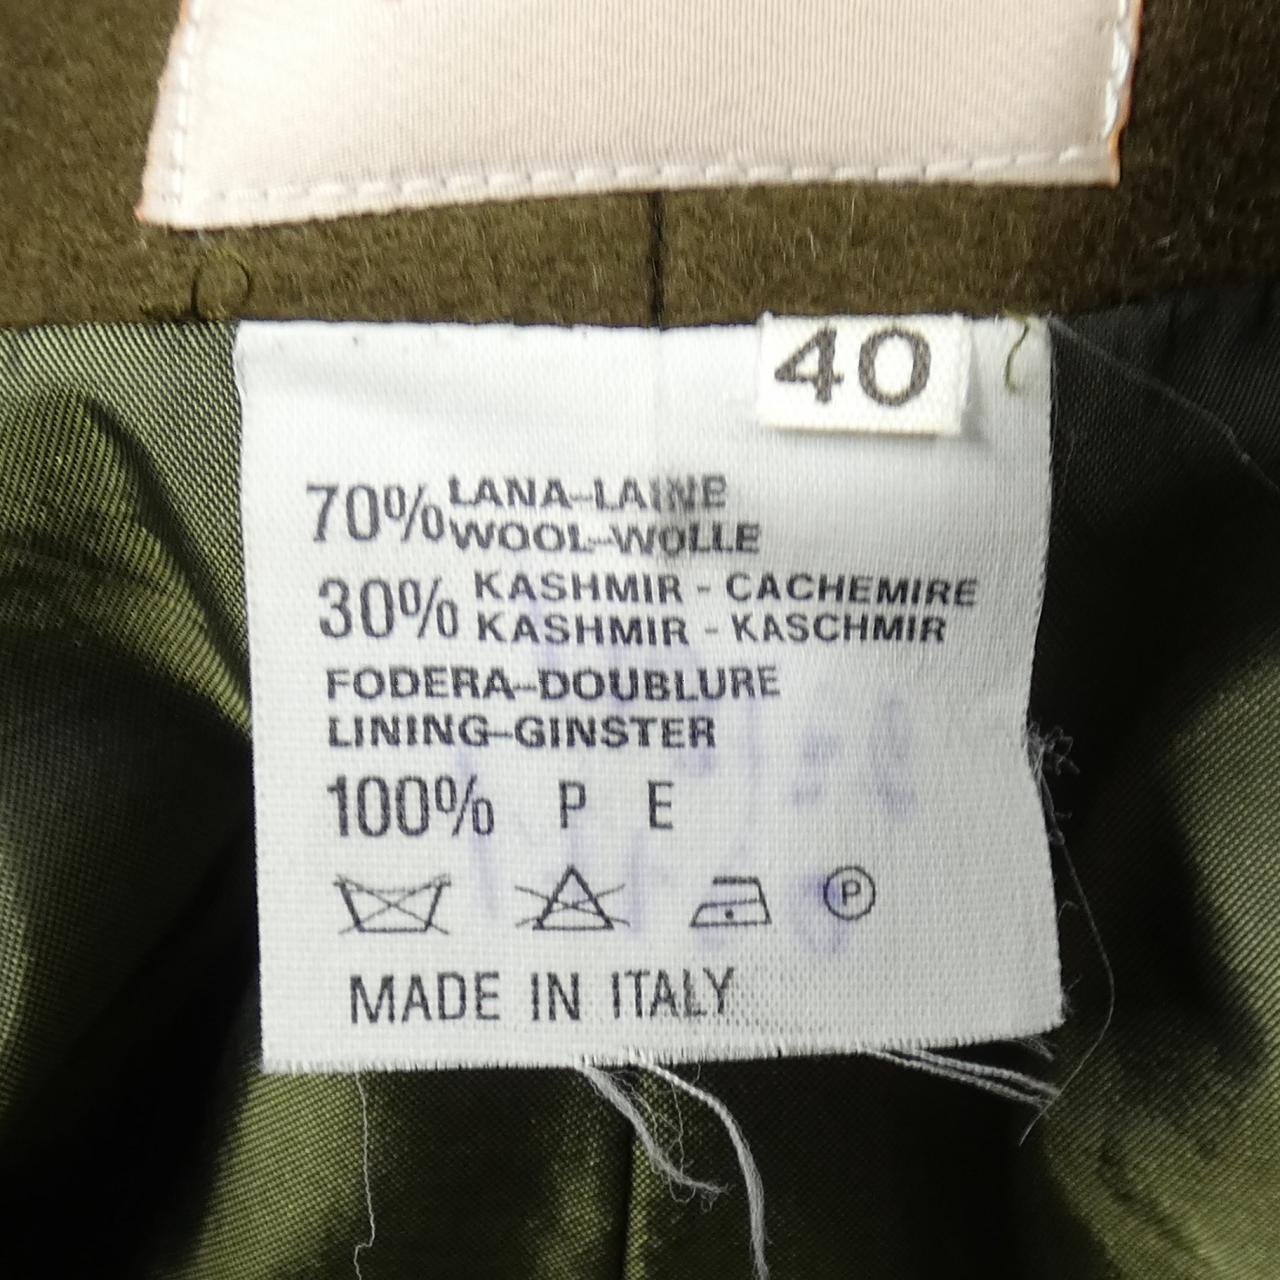 40
70% LANA-LAINE
WOOL-WOLLE
30% KASHMIR - CACHEMIRE
KASHMIR - KASCHMIR
FODERA-DOUBLURE
LINING-GINSTER
100% P E
P
MADE IN ITALY